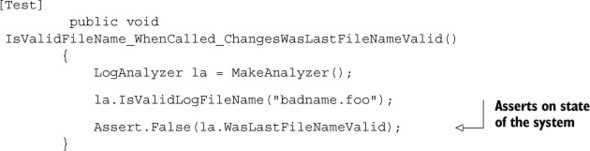 [Test]
public void
IsValidFileName_WhenCalled_ChangesWasLastFileNameValid()
{
LogAnalyzer la = MakeAnalyzer();
la.IsValidLogFileName("badname.foo");
Assert.False(la.WasLastFileNameValid);
Asserts on state
of the system
}